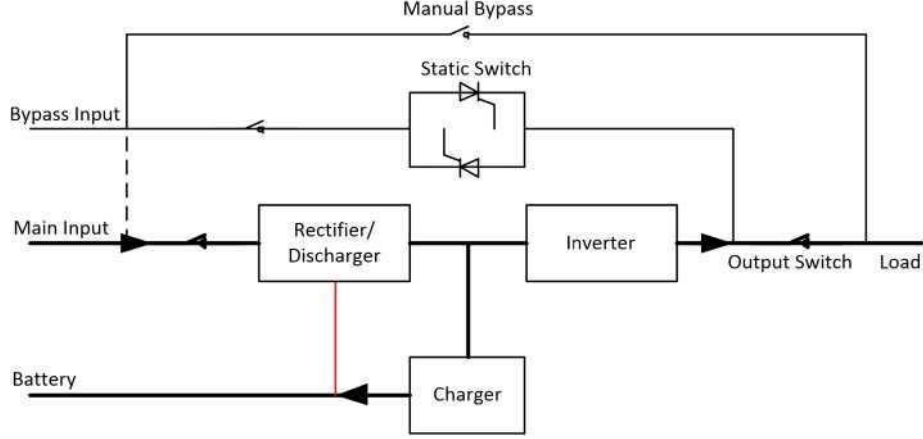 Manual Bypass
Static Switch
Bypass Input
Main Input
Rectifier/
Discharger
Inverter
Output Switch
Load
Battery
Charger